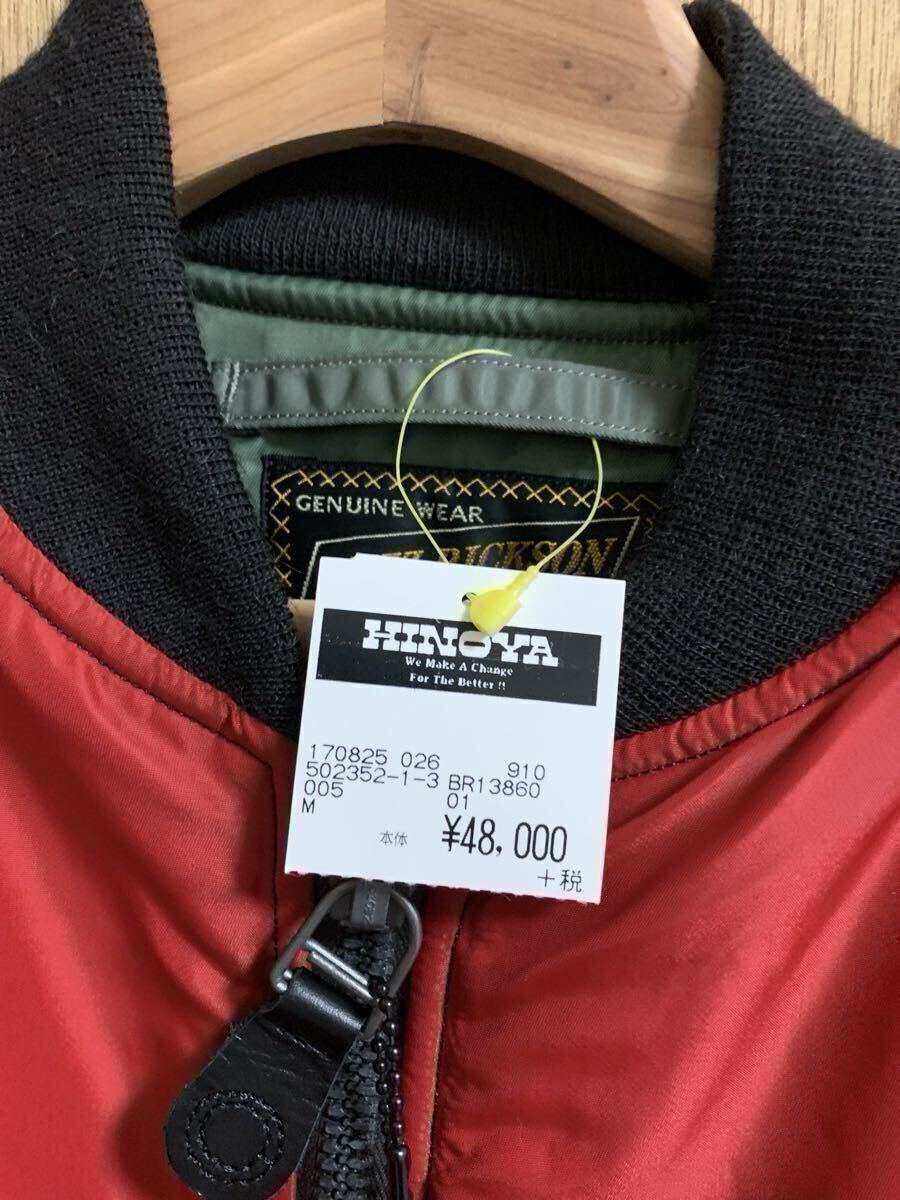 GENUINE WEAR
RICKSON
HINOYA
We Make A Change
For The Better !!
170825 026 910
502352-1-3 BR13860
005 01
M
本体 ¥48,000
+税